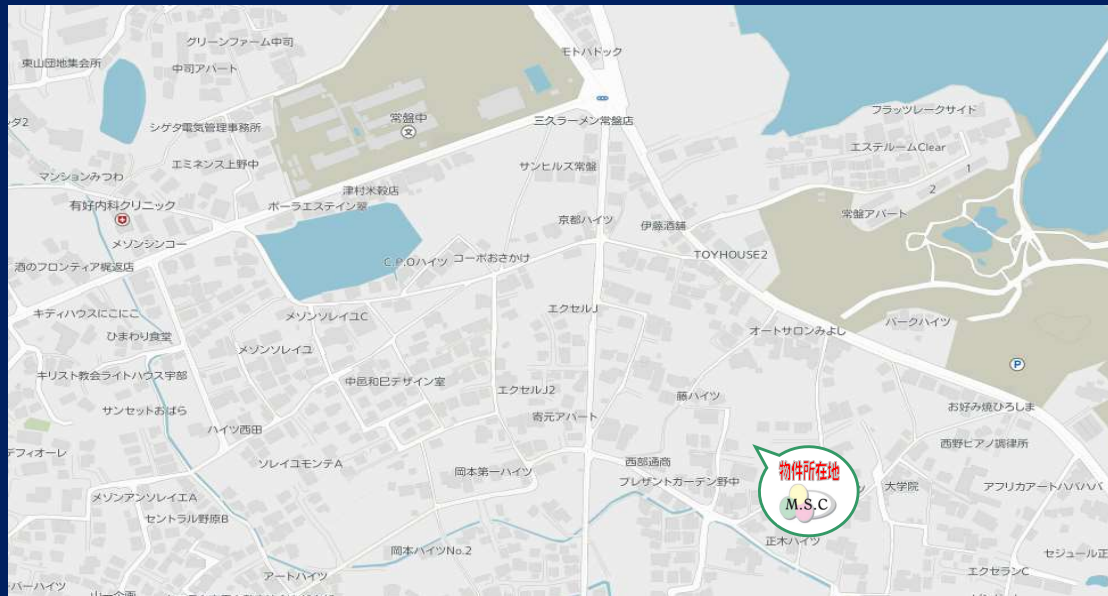 グリーンファーム中司
モトハドック
東山団地集会所
中司アパート
常盤中
文
フラッツレークサイド
シゲタ電気管理事務所
三久ラーメン常盤店
エステルームClear
エミネンス上野中
サンヒルズ常盤
1
マンションみつわ
津村米穀店
2
有好内科クリニック
ポーラエステイン翠
京都ハイツ
伊藤酒舗
常盤アパート
メゾンシンコー
TOYHOUSE2
酒のフロンティア梶返店
C.P.Oハイツ
コーポおさかけ
キティハウスにこにこ
メゾンソレイユC
エクセルJ
オートサロンみよし
パークハイツ
ひまわり食堂
メゾンソレイユ
P
キリスト教会ライトハウス宇部
中邑和巳デザイン室
エクセルJ2
藤ハイツ
お好み焼ひろしま
サンセットおばら
寄元アパート
ハイツ西田
西野ピアノ調律所
デフィオーレ
ソレイユモンテA
岡本第一ハイツ
西部通商
物件所在地
プレザントガーデン野中
大学院
アフリカアートババハバ
メゾンアンソレイエA
M.S.C
セントラル野原B
正木ハイツ
岡本ハイツNo.2
セジュール正
アートハイツ
エクセランC
バーハイツ